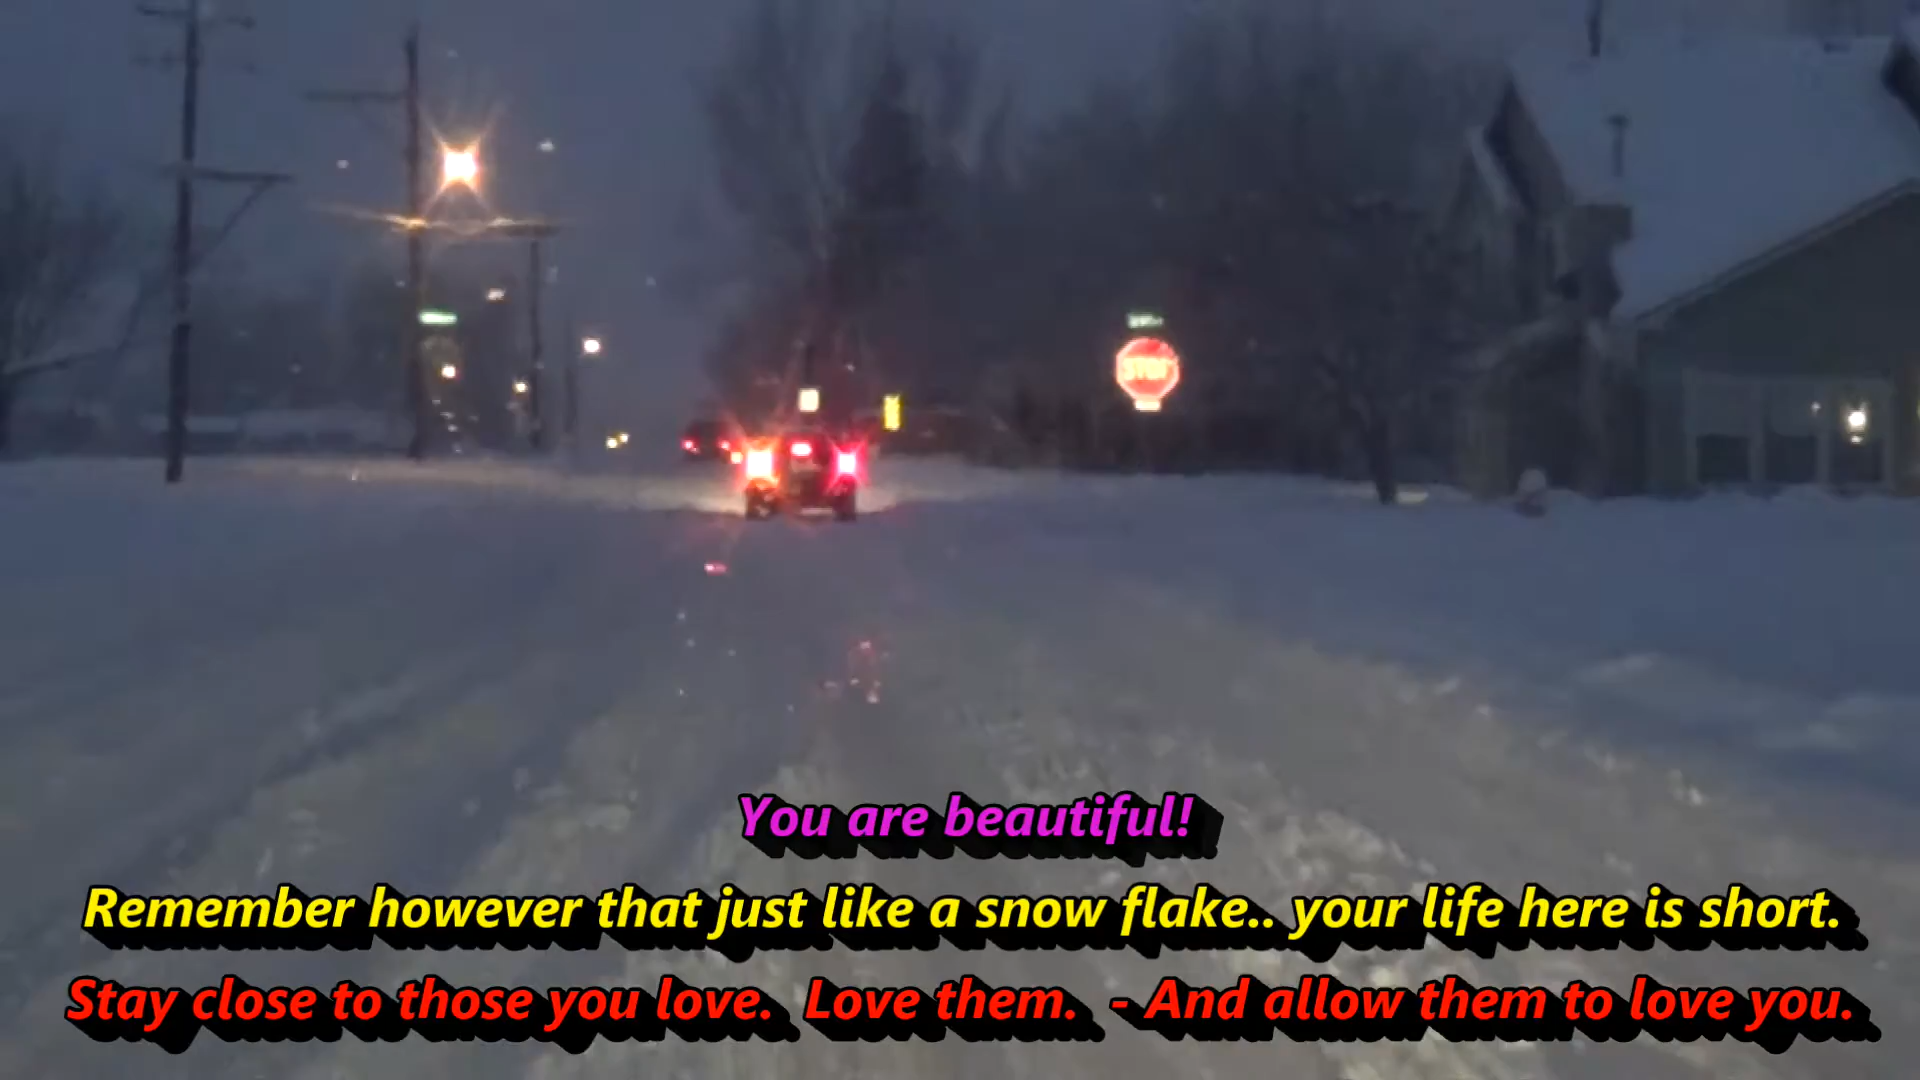 STOP
You are beautiful!
Remember however that just like a snow flake.. your life here is short.
Stay close to those you love.  Love them.  - And allow them to love you.